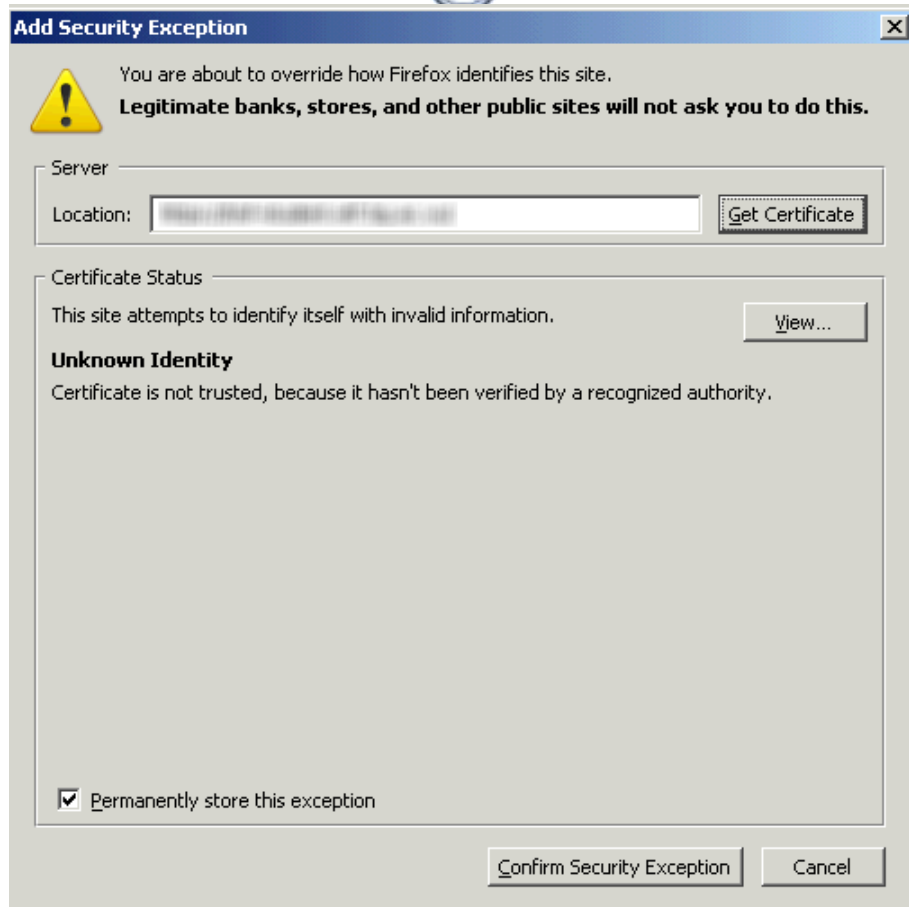 Add Security Exception
You are about to override how Firefox identifies this site.
Legitimate banks, stores, and other public sites will not ask you to do this.
Server
Location:
Get Certificate
Certificate Status
This site attempts to identify itself with invalid information.
View...
Unknown Identity
Certificate is not trusted, because it hasn't been verified by a recognized authority.
Permanently store this exception
Confirm Security Exception
Cancel